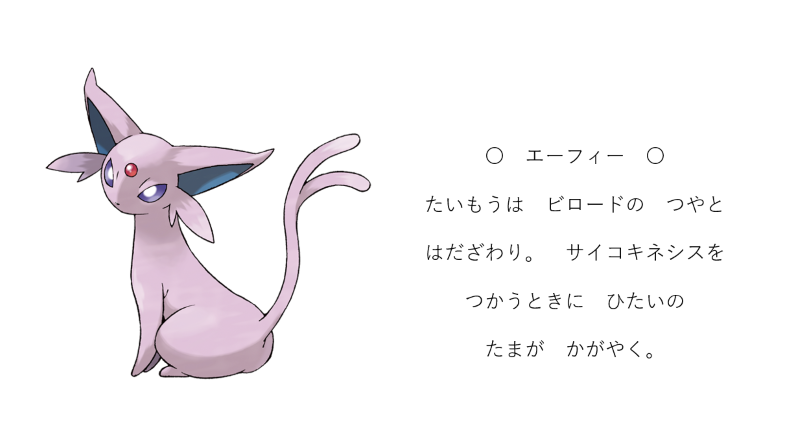 ○　エーフィー　○
たいもうは　ビロードの　つやと
はだざわり。　サイコキネシスを
つかうときに　ひたいの
たまが　かがやく。